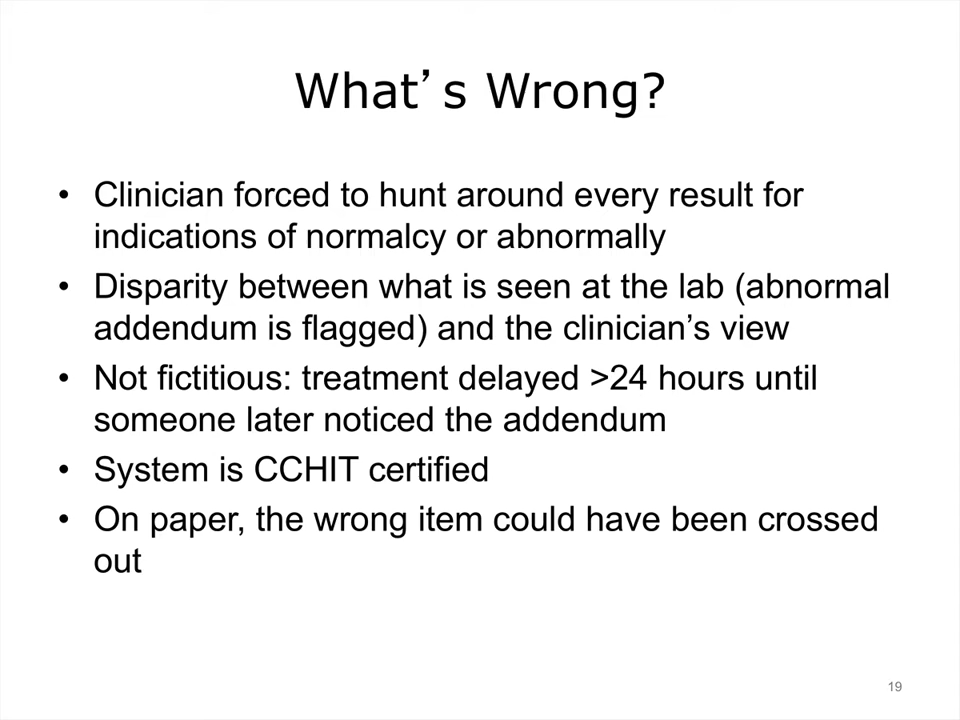 What’s Wrong?
• Clinician forced to hunt around every result for
indications of normalcy or abnormally
• Disparity between what is seen at the lab (abnormal
addendum is flagged) and the clinician’s view
• Not fictitious: treatment delayed >24 hours until
someone later noticed the addendum
• System is CCHIT certified
• On paper, the wrong item could have been crossed
out
19